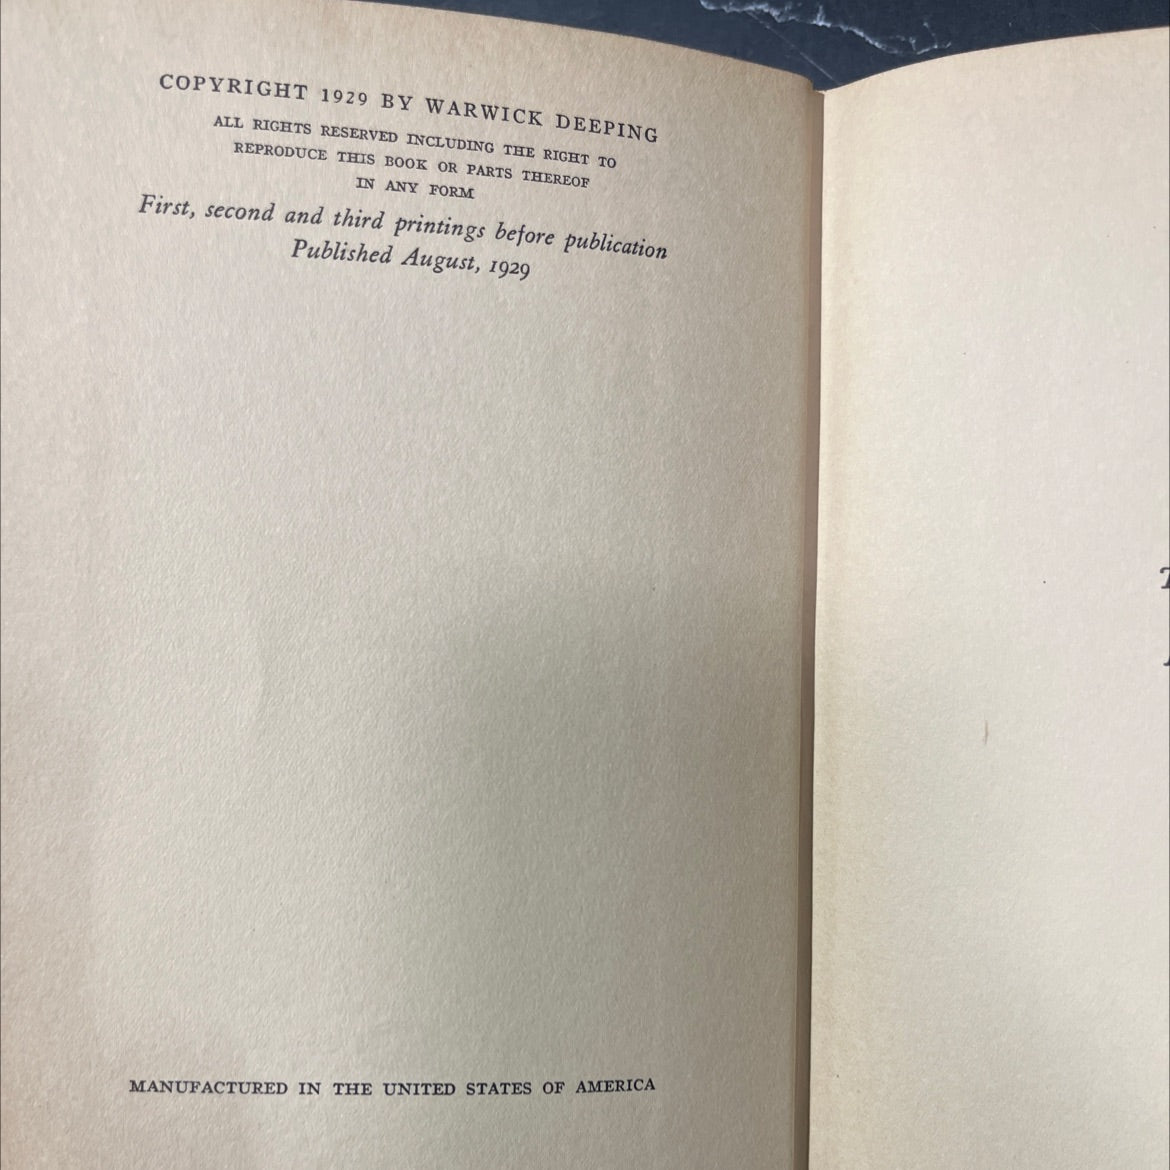 COPYRIGHT 1929 BY WARWICK DEEPING
ALL RIGHTS RESERVED INCLUDING THE RIGHT TO
REPRODUCE THIS BOOK OR PARTS THEREOF
IN ANY FORM
First, second and third printings before publication
Published August, 1929
MANUFACTURED IN THE UNITED STATES OF AMERICA